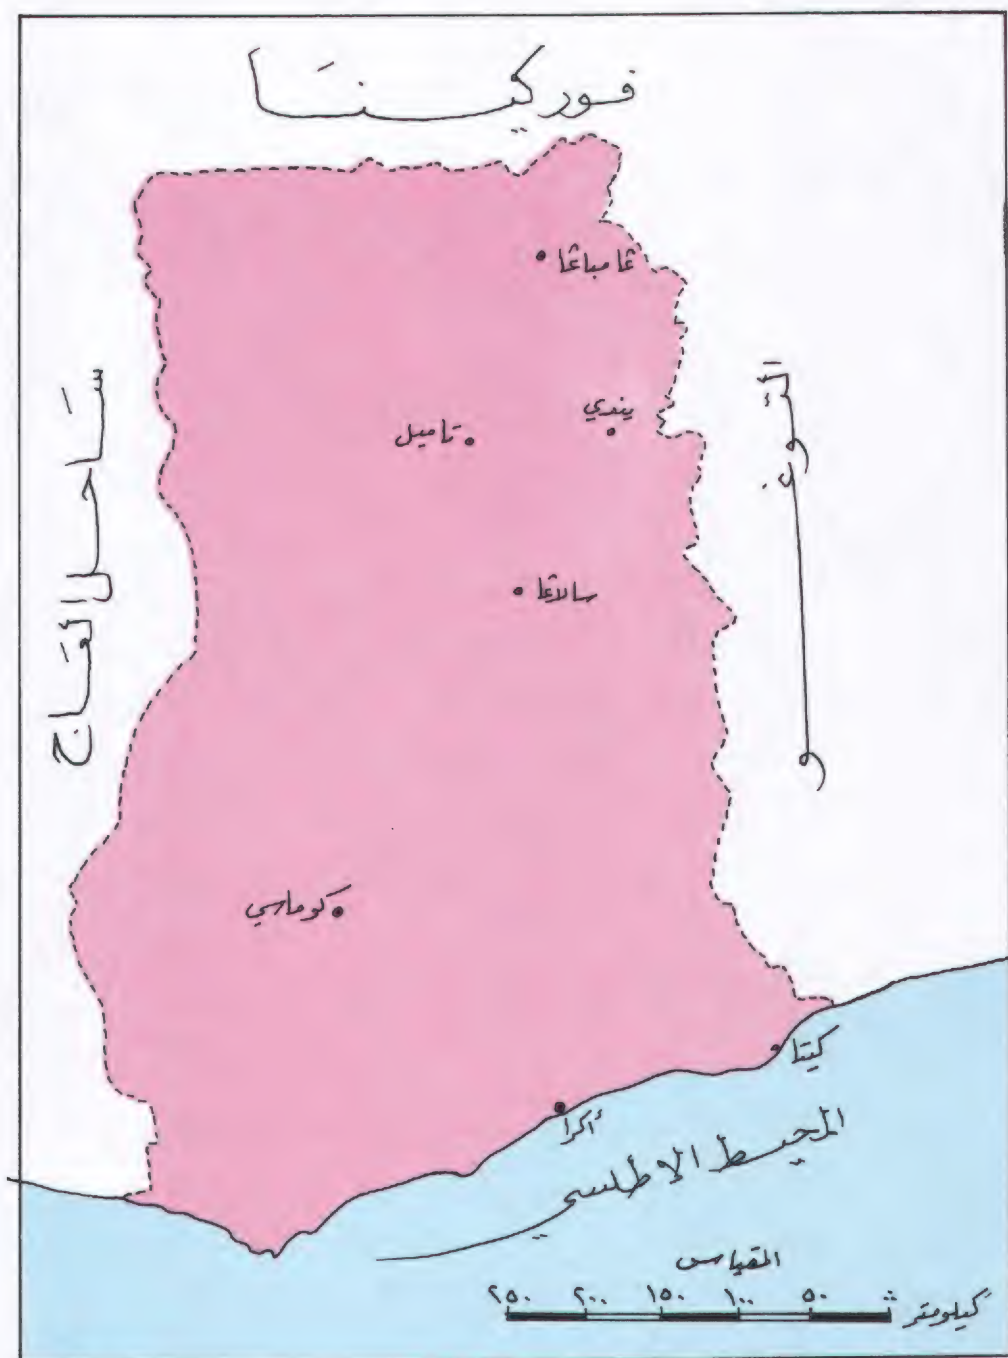 فوركينا
غامباغا
التوغو
يندي
تاميل
ساحل العاج
سالاغا
كوماسي
كيتا
أكرا
المحيط الاطلسي
المقياس
٢٥٠ ٢٠٠ ١٥٠ ١٠٠ ٥٠
كيلومتر